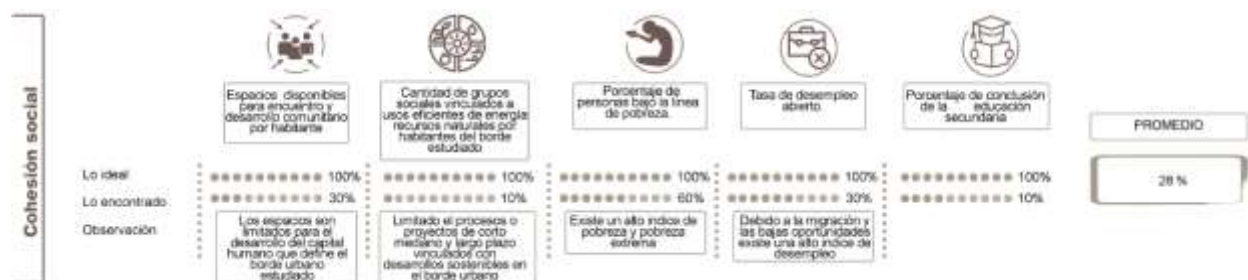 Cohesión social
Espacios disponibles
para encuentro y
desarrollo comunitario
por habitante
Cantidad de grupos
sociales vinculados a
usos eficientes de energía
recursos naturales por
habitantes del borde
estudiado
Porcentaje de
personas bajo la línea
de pobreza.
Tasa de desempleo
abierto
Porcentaje de conclusión
de la educación
secundaria
PROMEDIO
Lo ideal
100%
100%
100%
100%
100%
Lo encontrado
30%
10%
60%
30%
10%
28 %
Observación
Los espacios son
limitados para el
desarrollo del capital
humano que define el
borde urbano
estudiado
Limitado el procesos o
proyectos de corto
mediano y largo plazo
vinculados con
desarrollos sostenibles en
el borde urbano
Existe un alto indice de
pobreza y pobreza
extrema
Debido a la migración y
las bajas oportunidades
existe una alto indice de
desempleo